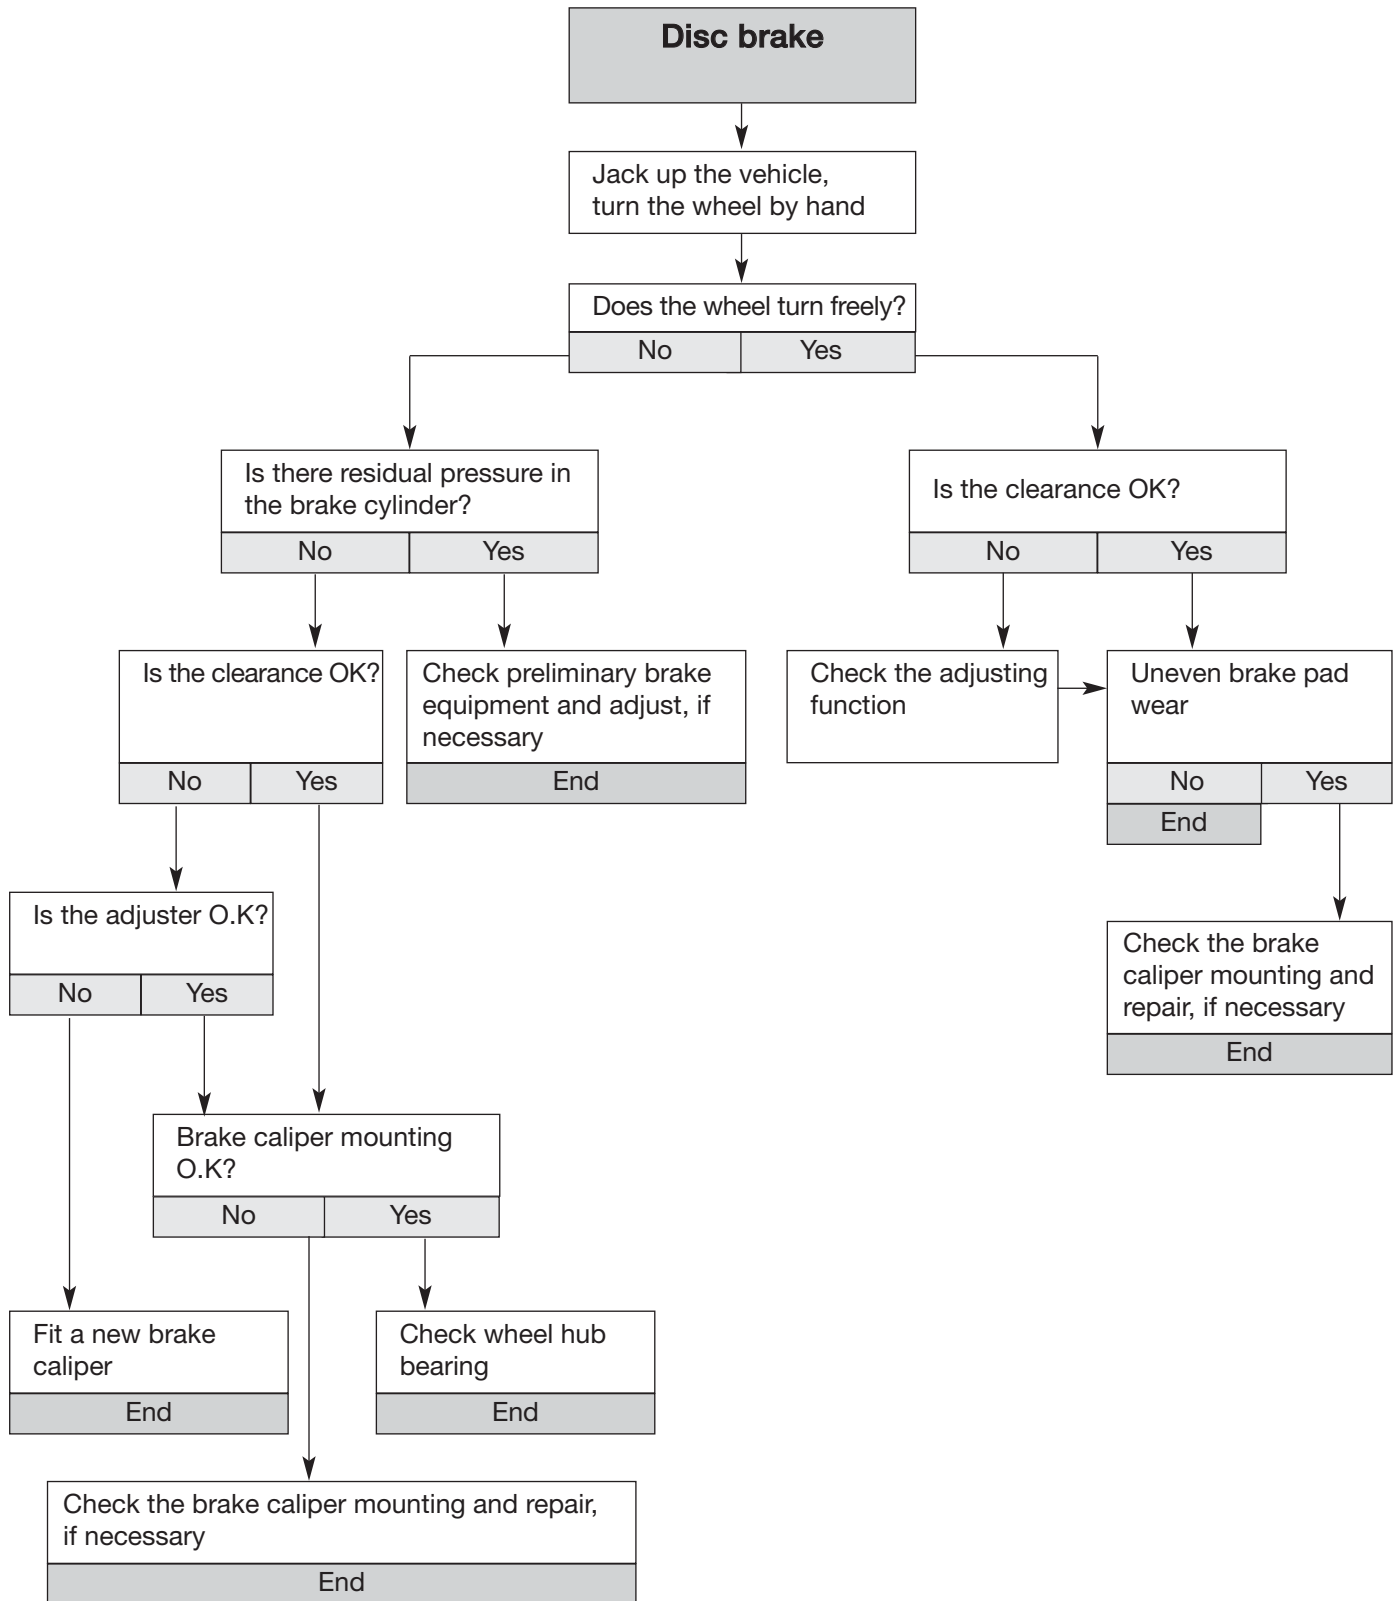 Disc brake
Jack up the vehicle,
turn the wheel by hand
Does the wheel turn freely?
No
Yes
Is there residual pressure in
the brake cylinder?
No
Yes
Is the clearance OK?
No
Yes
Is the clearance OK?
No
Yes
Check preliminary brake
equipment and adjust, if
necessary
End
Check the adjusting
function
Uneven brake pad
wear
No
Yes
End
Is the adjuster O.K?
No
Yes
Check the brake
caliper mounting and
repair, if necessary
End
Brake caliper mounting
O.K?
No
Yes
Fit a new brake
caliper
End
Check wheel hub
bearing
End
Check the brake caliper mounting and repair,
if necessary
End